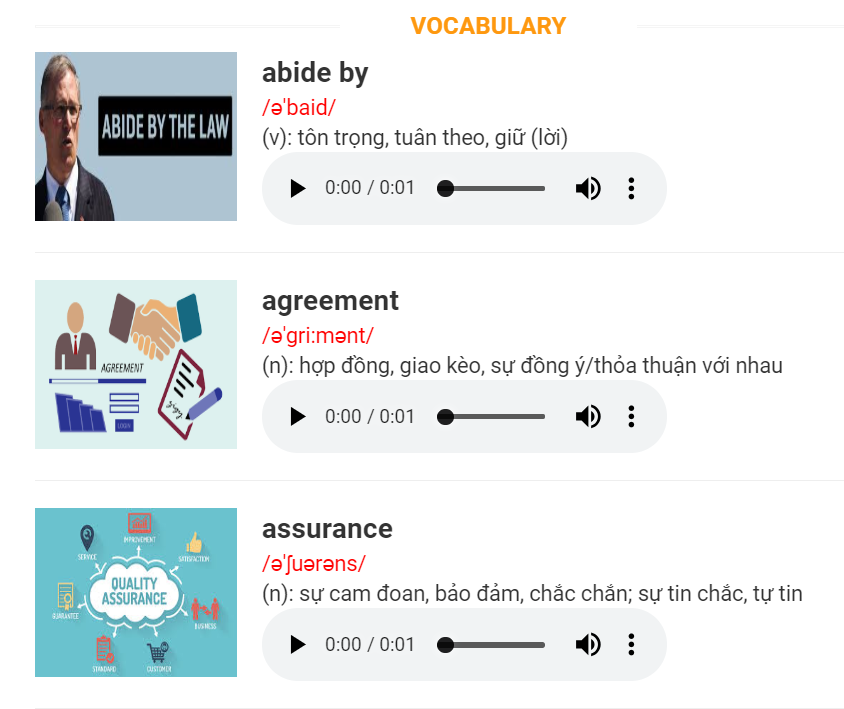 VOCABULARY
ABIDE BY THE LAW
abide by
/ə'baid/
(v): tôn trọng, tuân theo, giữ (lời)
0:00 / 0:01
AGREEMENT
LOGIN
agreement
/ə'gri:mənt/
(n): hợp đồng, giao kèo, sự đồng ý/thỏa thuận với nhau
0:00 / 0:01
IMPROVEMENT
SERVICE
SATISFACTION
QUALITY
ASSURANCE
GUARANTEE
BUSINESS
STANDARD
CUSTOMER
assurance
/ə'ʃuərəns/
(n): sự cam đoan, bảo đảm, chắc chắn; sự tin chắc, tự tin
0:00 / 0:01